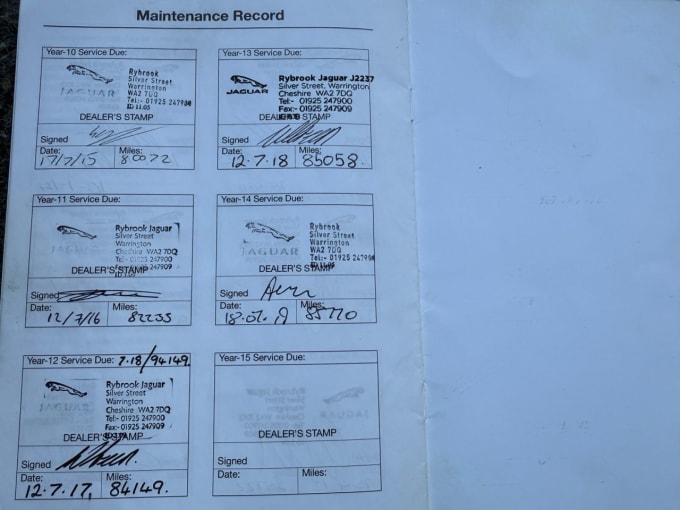 Maintenance Record
Year-10 Service Due:
JAGUAR
Rybrook
Silver Street
Warrington
WA2 7DQ
Tel:- 01925 247900
DEALER'S STAMP
Signed
Date:
Miles:
17/7/15
80072
Year-11 Service Due:
Rybrook Jaguar
Silver Street
Warrington
Cheshire WA2 7DQ
Tel:- 01925 247900
247909
DEALER'S STAMP
Signed
Date:
Miles:
12/7/16
82235
Year-12 Service Due: 7.18/94149.
Rybrook Jaguar
Silver Street
Warrington
Cheshire WA2 7DQ
Tel:- 01925 247900
Fax:- 01925 247909
DEALER'S STAMP
Signed
Date:
Miles:
12.7.17,
84149.
Year-13 Service Due:
JAGUAR
Rybrook Jaguar J2237
Silver Street, Warrington
Cheshire WA2 7DQ
Tel:- 01925 247900
Fax:- 01925 247909
DEALER'S STAMP
Signed
Date:
Miles:
12.7.18
85058.
Year-14 Service Due:
JAGUAR
Rybrook
Silver Street
Warrington
WA2 7DQ
Tel:- 01925 247900
DEALER'S STAMP
Signed
Date:
Miles:
Year-15 Service Due:
DEALER'S STAMP
Signed
Date:
Miles: